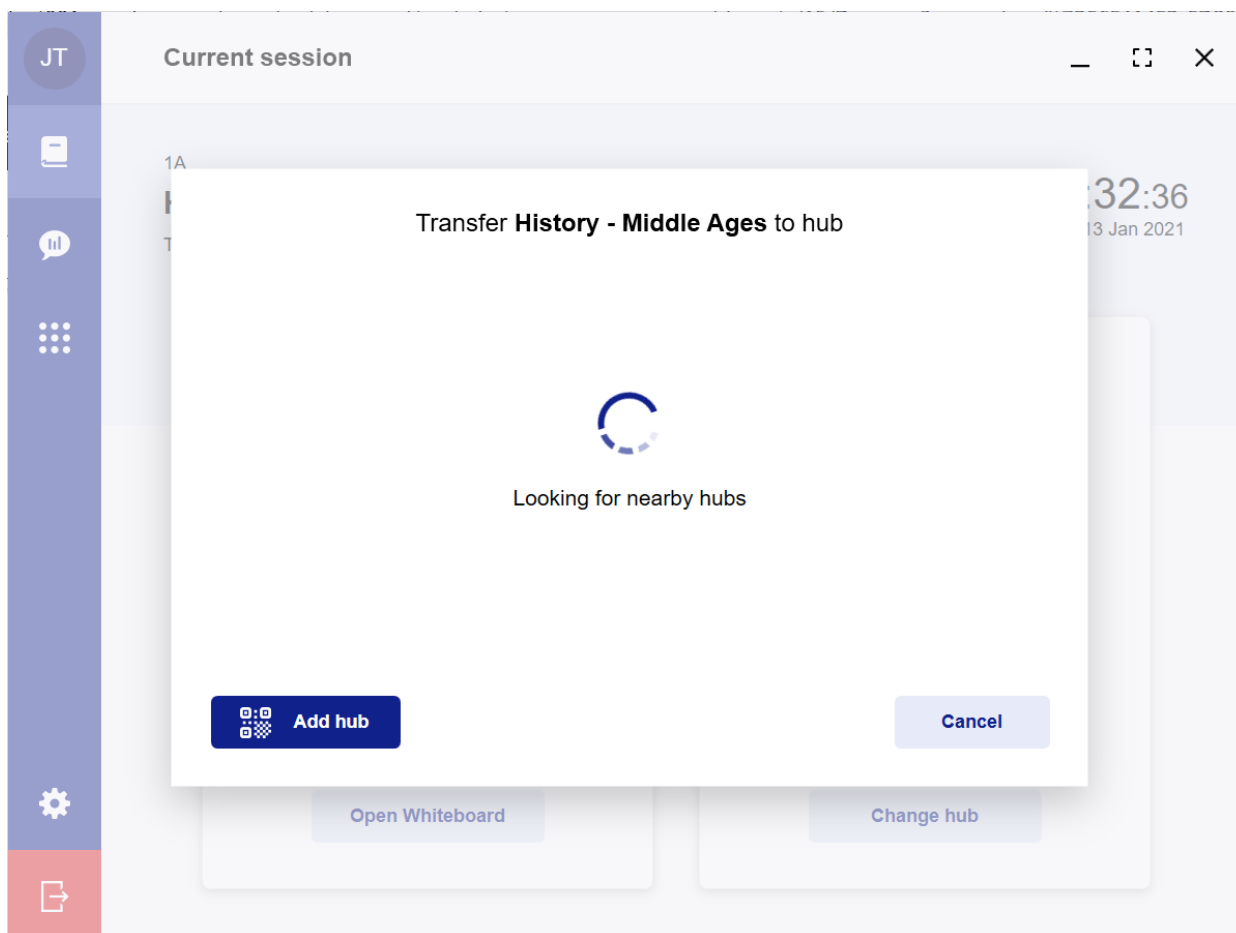 JT
Current session
1A
:32:36
13 Jan 2021
Transfer History - Middle Ages to hub
Looking for nearby hubs
Add hub
Cancel
Open Whiteboard
Change hub